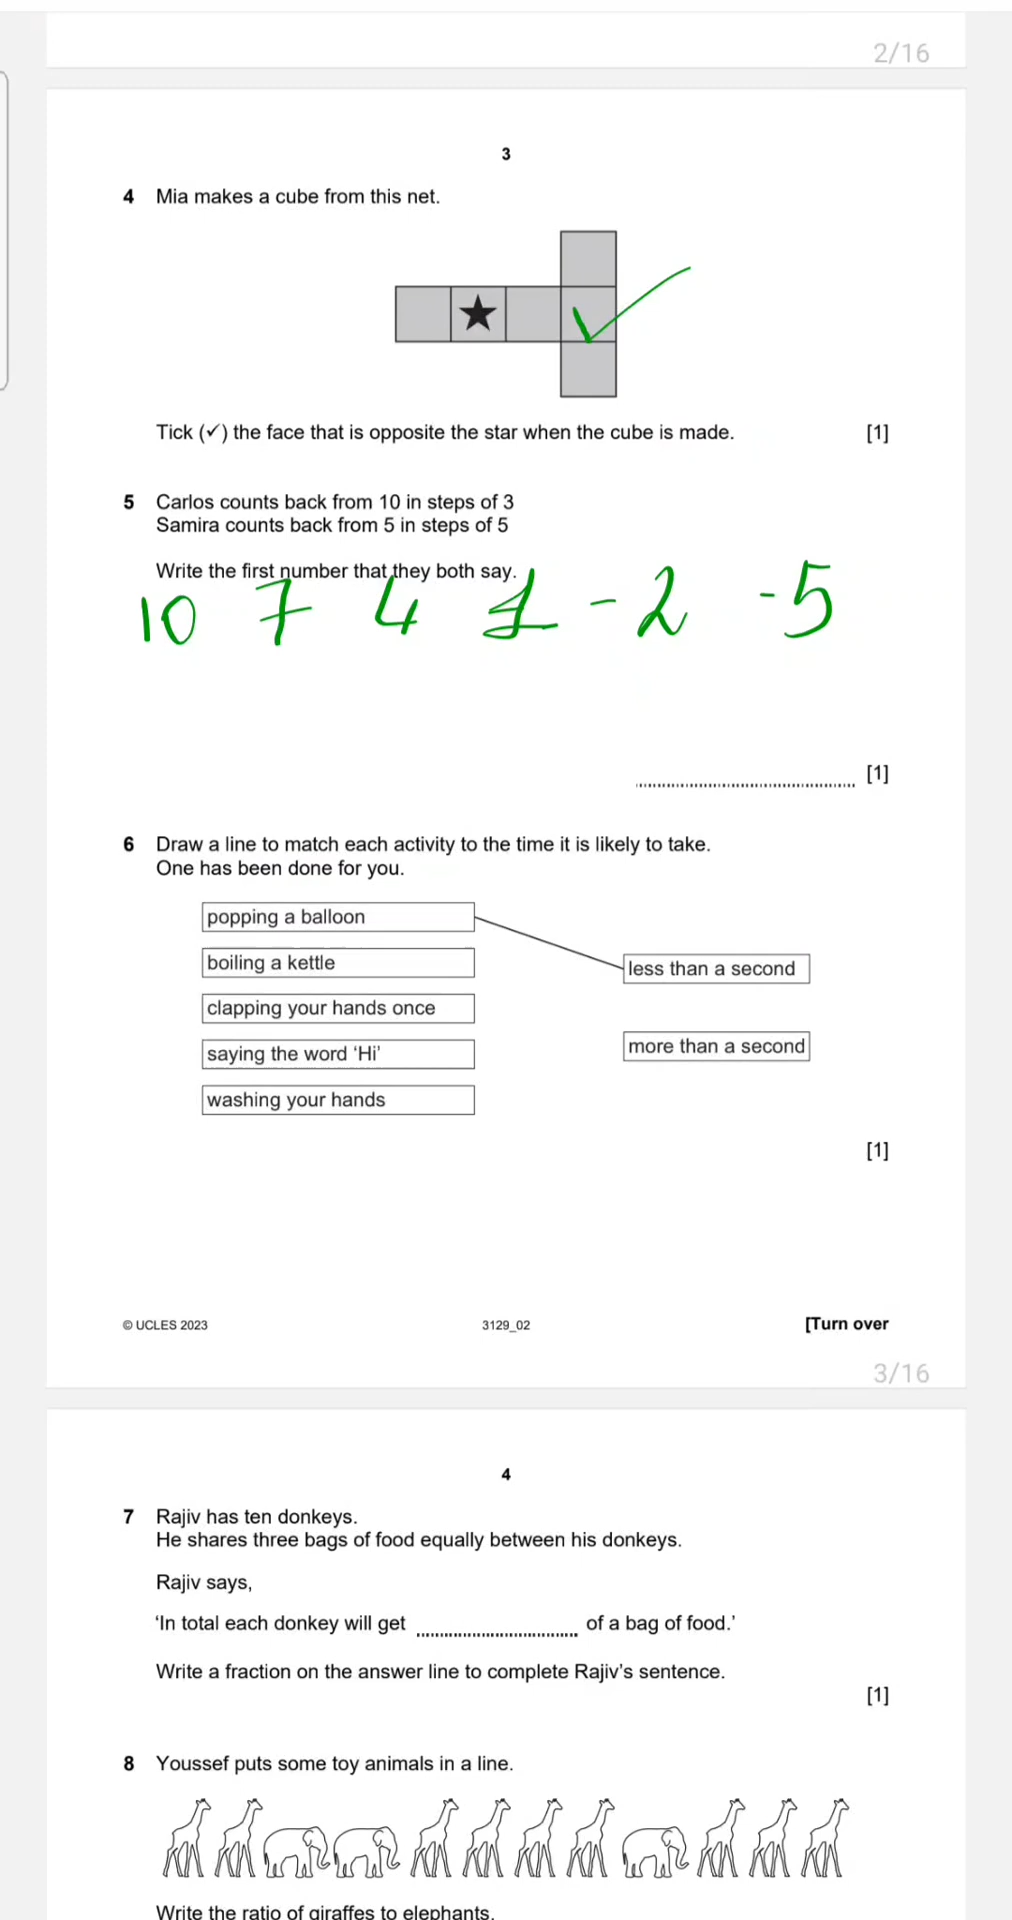 2/16
3
4 Mia makes a cube from this net.
Tick (✓) the face that is opposite the star when the cube is made. [1]
5 Carlos counts back from 10 in steps of 3
Samira counts back from 5 in steps of 5
Write the first number that they both say.
10 7 4 1 -2 -5
[1]
6 Draw a line to match each activity to the time it is likely to take.
One has been done for you.
popping a balloon
boiling a kettle
less than a second
clapping your hands once
more than a second
saying the word ‘Hi’
washing your hands
[1]
© UCLES 2023 3129_02 [Turn over
3/16
4
7 Rajiv has ten donkeys.
He shares three bags of food equally between his donkeys.
Rajiv says,
‘In total each donkey will get .................... of a bag of food.’
Write a fraction on the answer line to complete Rajiv’s sentence.
[1]
8 Youssef puts some toy animals in a line.
Write the ratio of giraffes to elephants.